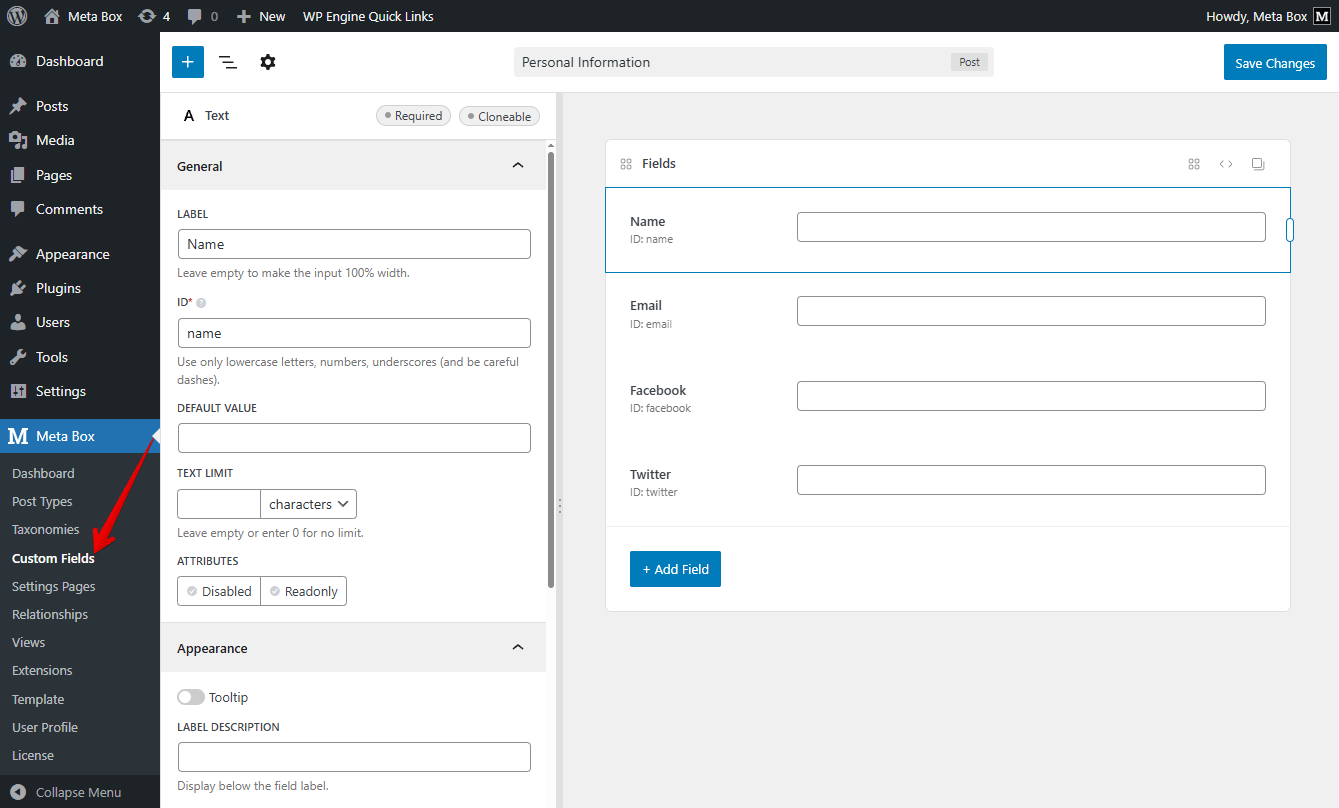 Meta Box
4
0
New
WP Engine Quick Links
Howdy, Meta Box
M
Dashboard
Posts
Media
Pages
Comments
Appearance
Plugins
Users
Tools
Settings
M Meta Box
Dashboard
Post Types
Taxonomies
Custom Fields
Settings Pages
Relationships
Views
Extensions
Template
User Profile
License
Collapse Menu
+
Personal Information
Post
Save Changes
A Text
Required
Cloneable
General
LABEL
Name
Leave empty to make the input 100% width.
ID* ?
name
Use only lowercase letters, numbers, underscores (and be careful
dashes).
DEFAULT VALUE
TEXT LIMIT
characters
Leave empty or enter 0 for no limit.
ATTRIBUTES
Disabled
Readonly
Appearance
Tooltip
LABEL DESCRIPTION
Display below the field label.
Fields
Name
ID: name
Email
ID: email
Facebook
ID: facebook
Twitter
ID: twitter
+ Add Field